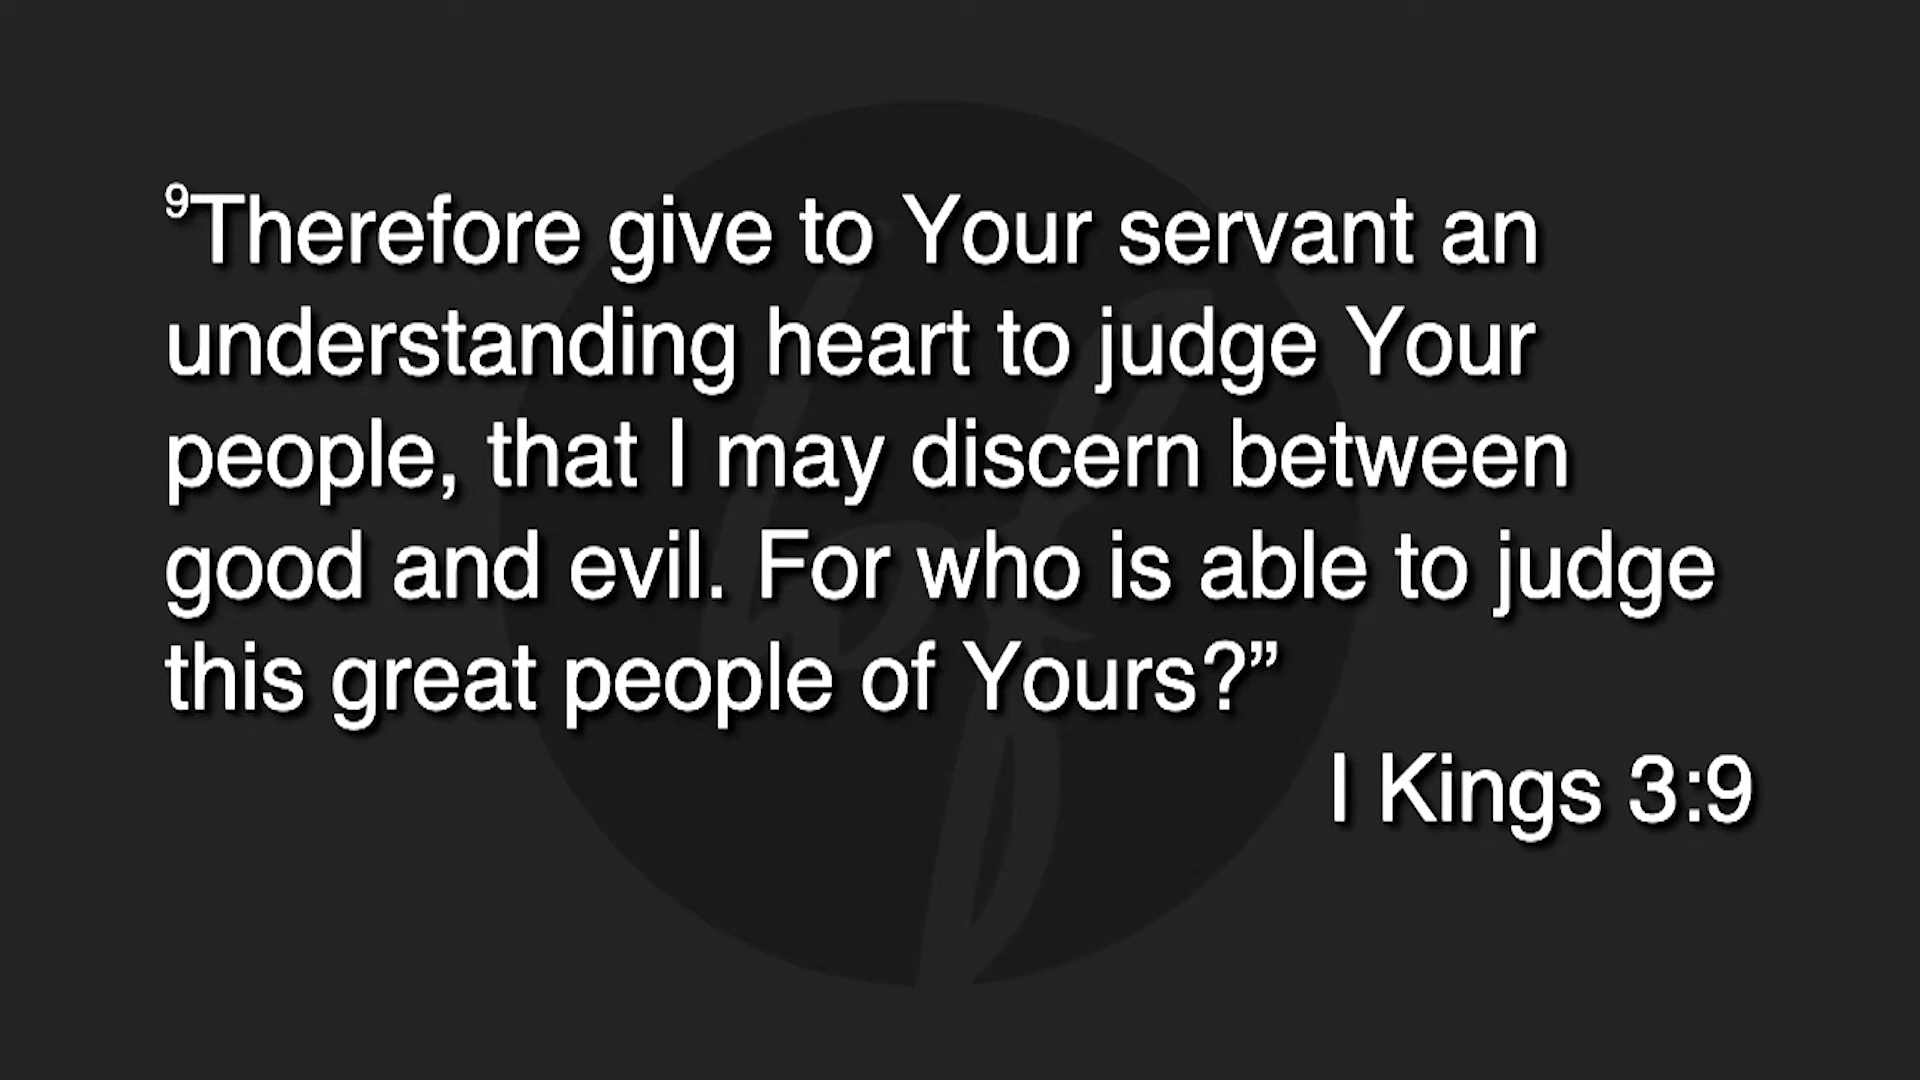 ⁹Therefore give to Your servant an
understanding heart to judge Your
people, that I may discern between
good and evil. For who is able to judge
this great people of Yours?”
I Kings 3:9
bf